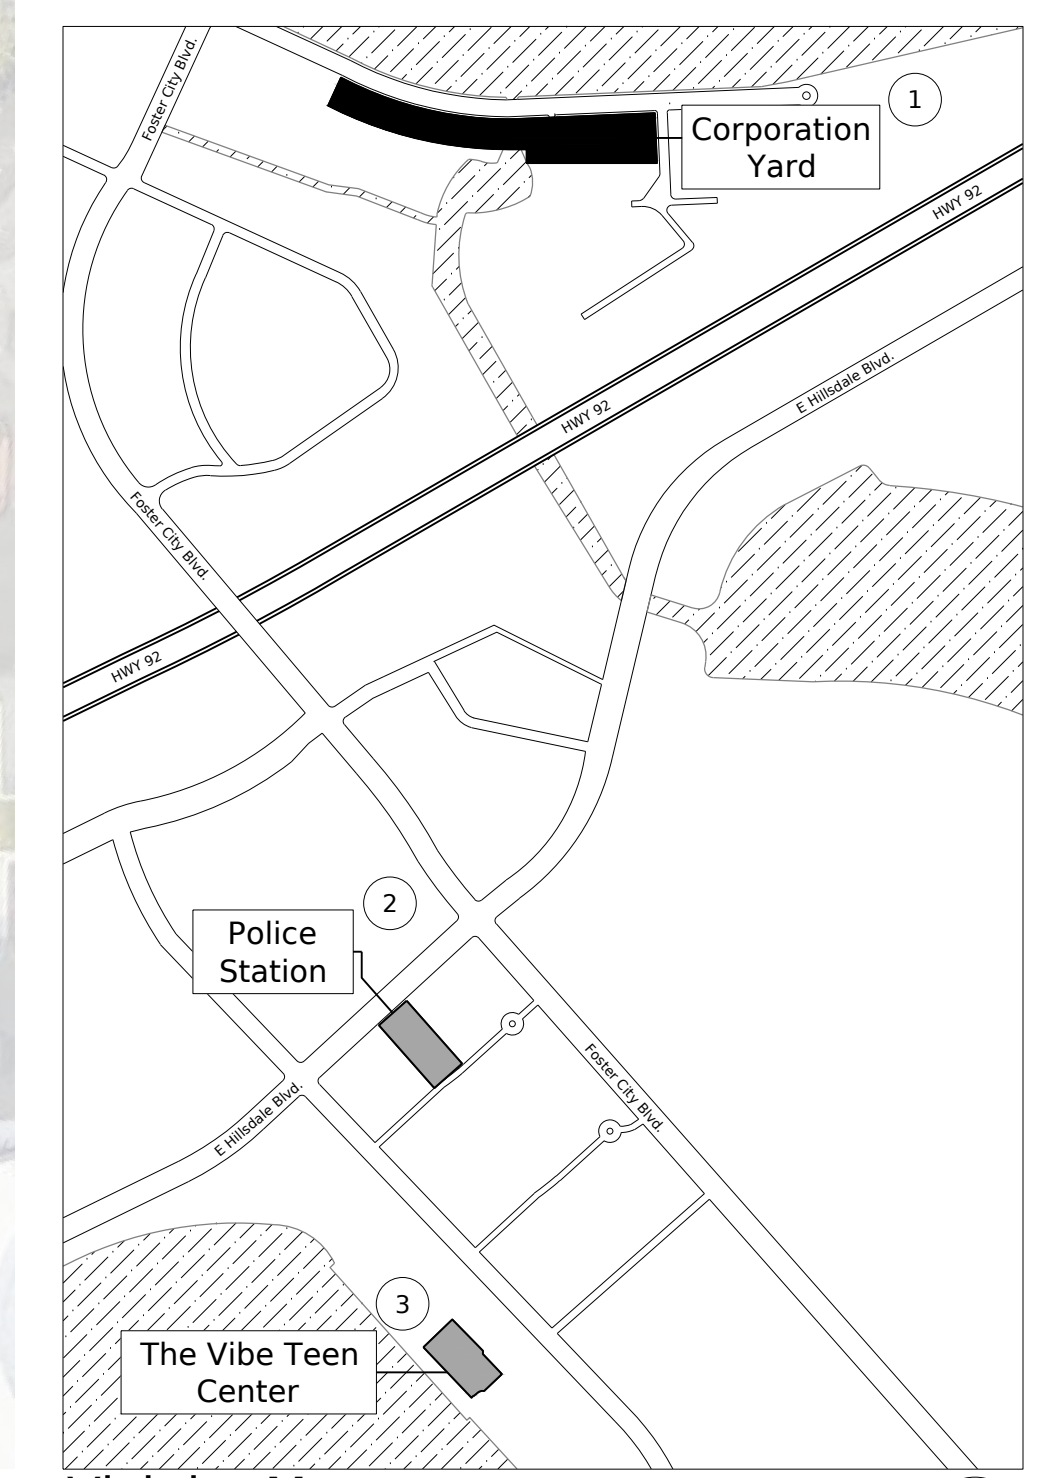 Foster City Blvd.
1
Corporation
Yard
HWY 92
HWY 92
E Hillsdale Blvd.
Foster City Blvd.
HWY 92
2
Police
Station
Foster City Blvd.
E Hillsdale Blvd.
3
The Vibe Teen
Center